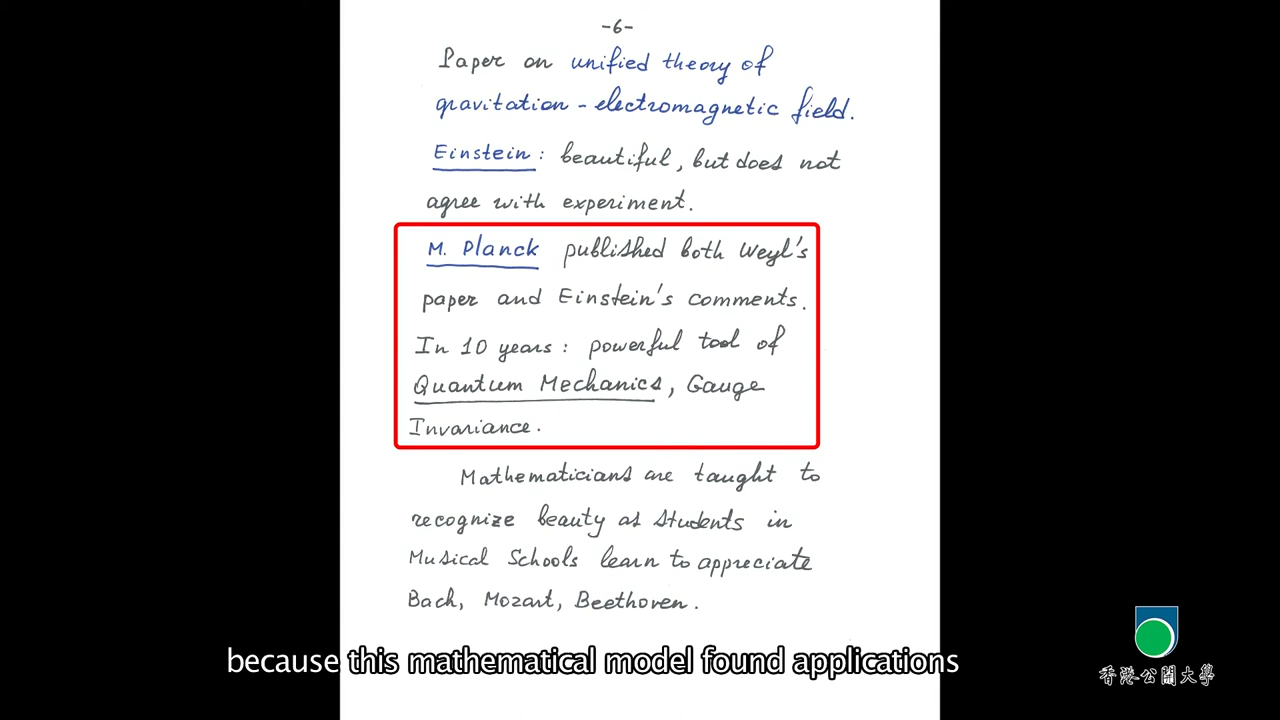 -6-
Paper on unified theory of
gravitation - electromagnetic field.
Einstein: beautiful, but does not
agree with experiment.
M. Planck published both Weyl's
paper and Einstein's comments.
In 10 years: powerful tool of
Quantum Mechanics, Gauge
Invariance.
Mathematicians are taught to
recognize beauty as students in
Musical Schools learn to appreciate
Bach, Mozart, Beethoven.
because this mathematical model found applications
香港公開大學